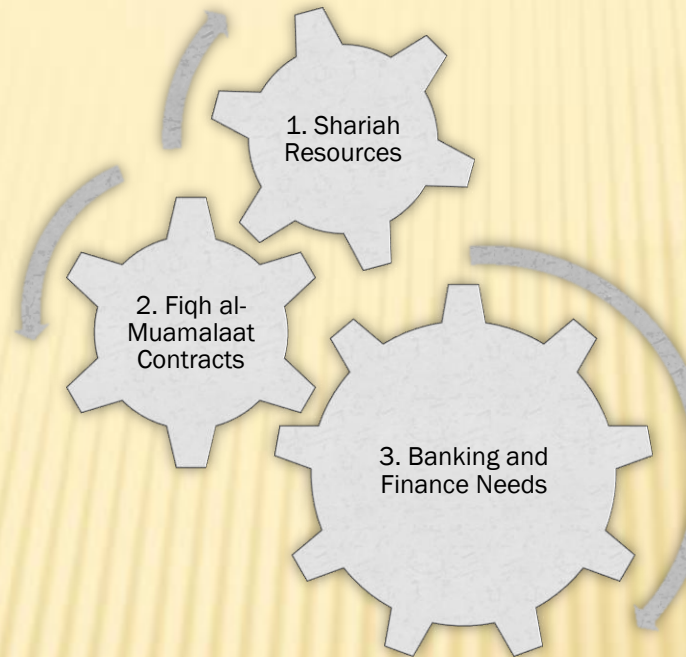 1. Shariah
Resources
2. Fiqh al-
Muamalaat
Contracts
3. Banking and
Finance Needs